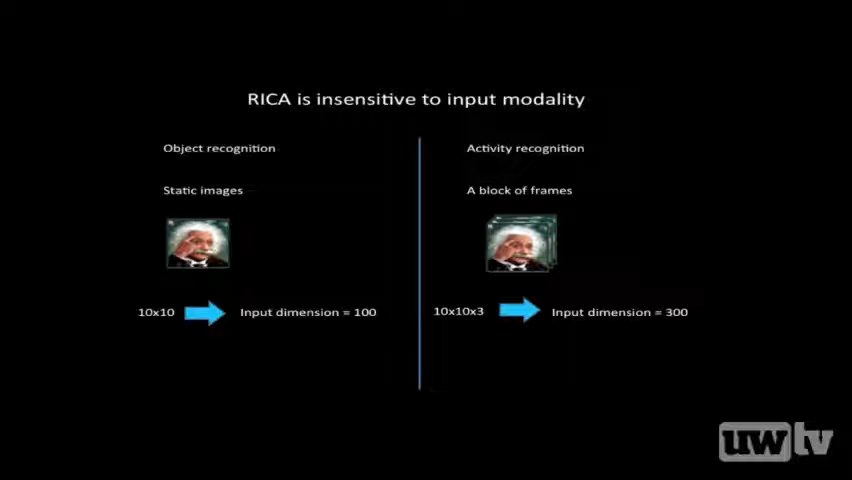 RICA is insensitive to input modality
Object recognition
Static images
10x10
Input dimension = 100
Activity recognition
A block of frames
10x10x3
Input dimension = 300
uwtv